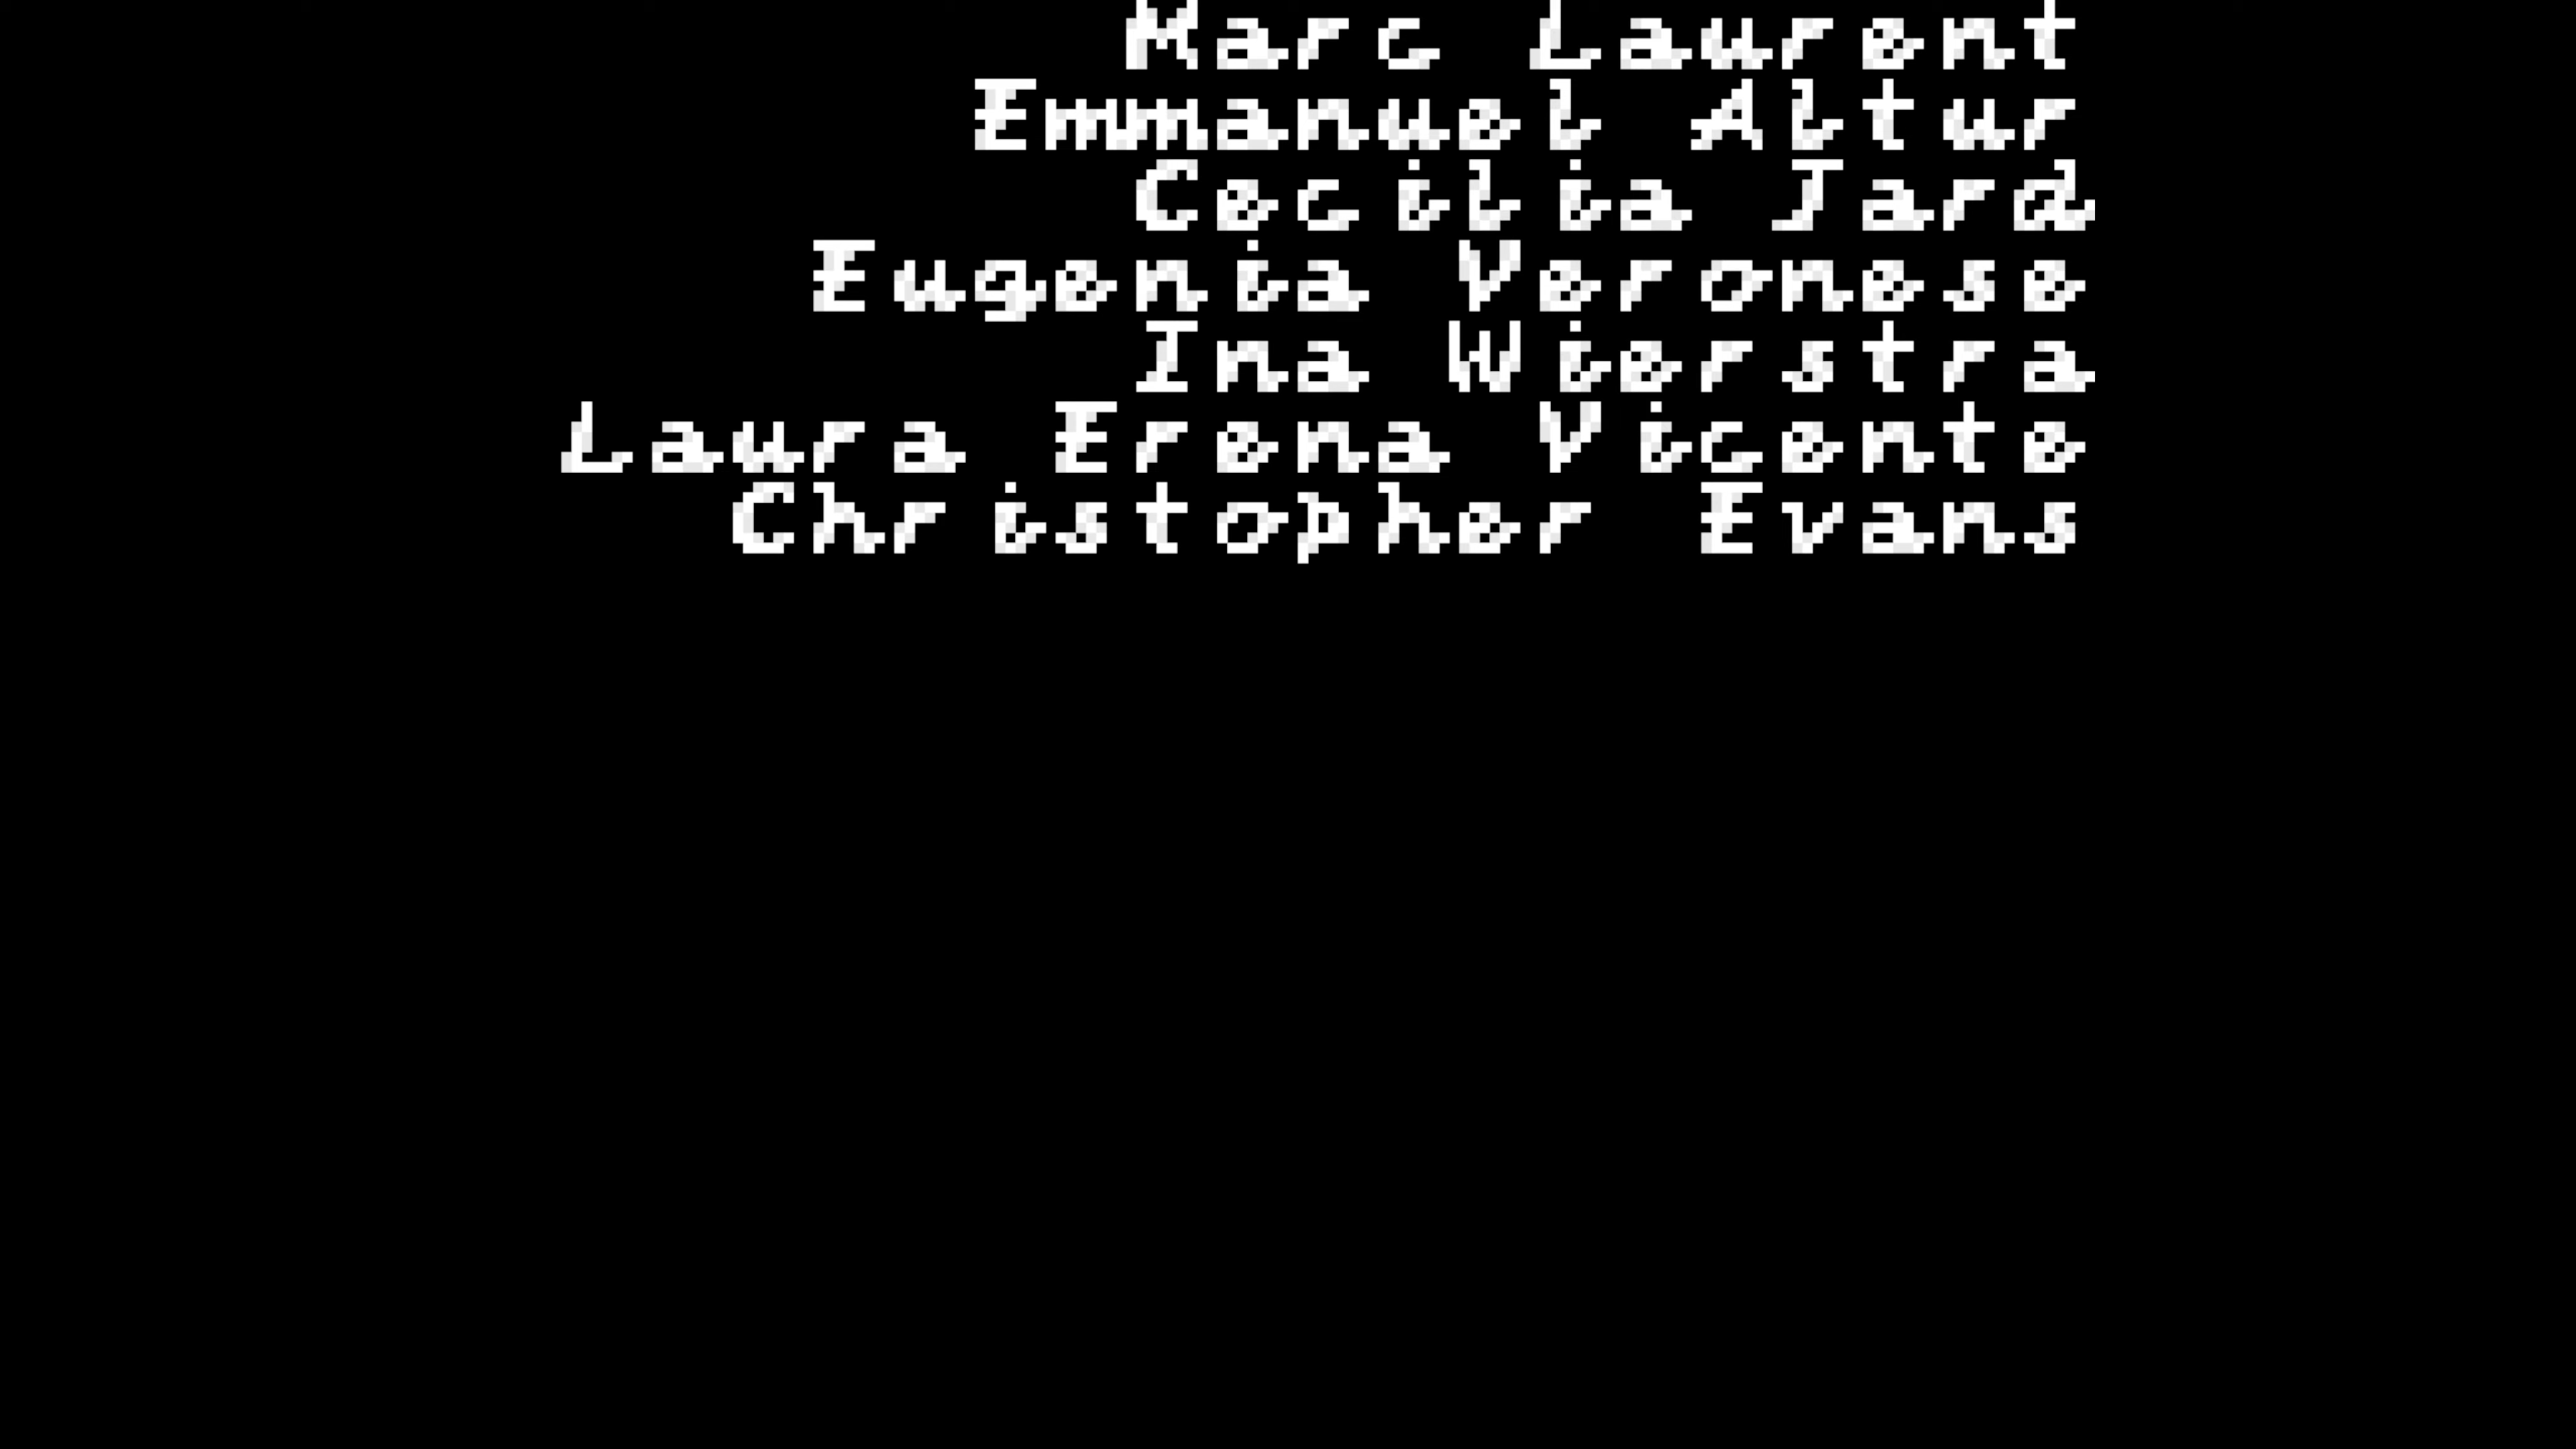 Marc Laurent
Emmanuel Altur
Cecilia Jard
Eugenia Veronese
Ina Wierstra
Laura Erena Vicente
Christopher Evans